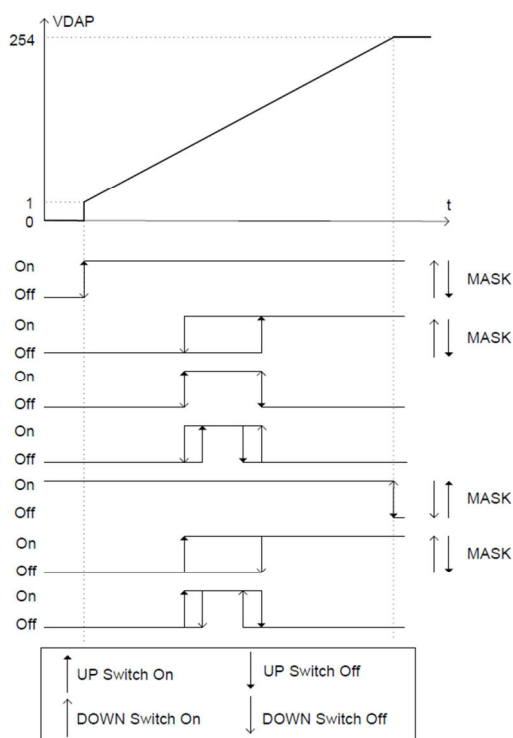 VDAP
254
1
t
0
On
Off
MASK
On
Off
MASK
On
Off
On
Off
On
Off
MASK
On
Off
MASK
On
Off
UP Switch On
UP Switch Off
DOWN Switch On
DOWN Switch Off